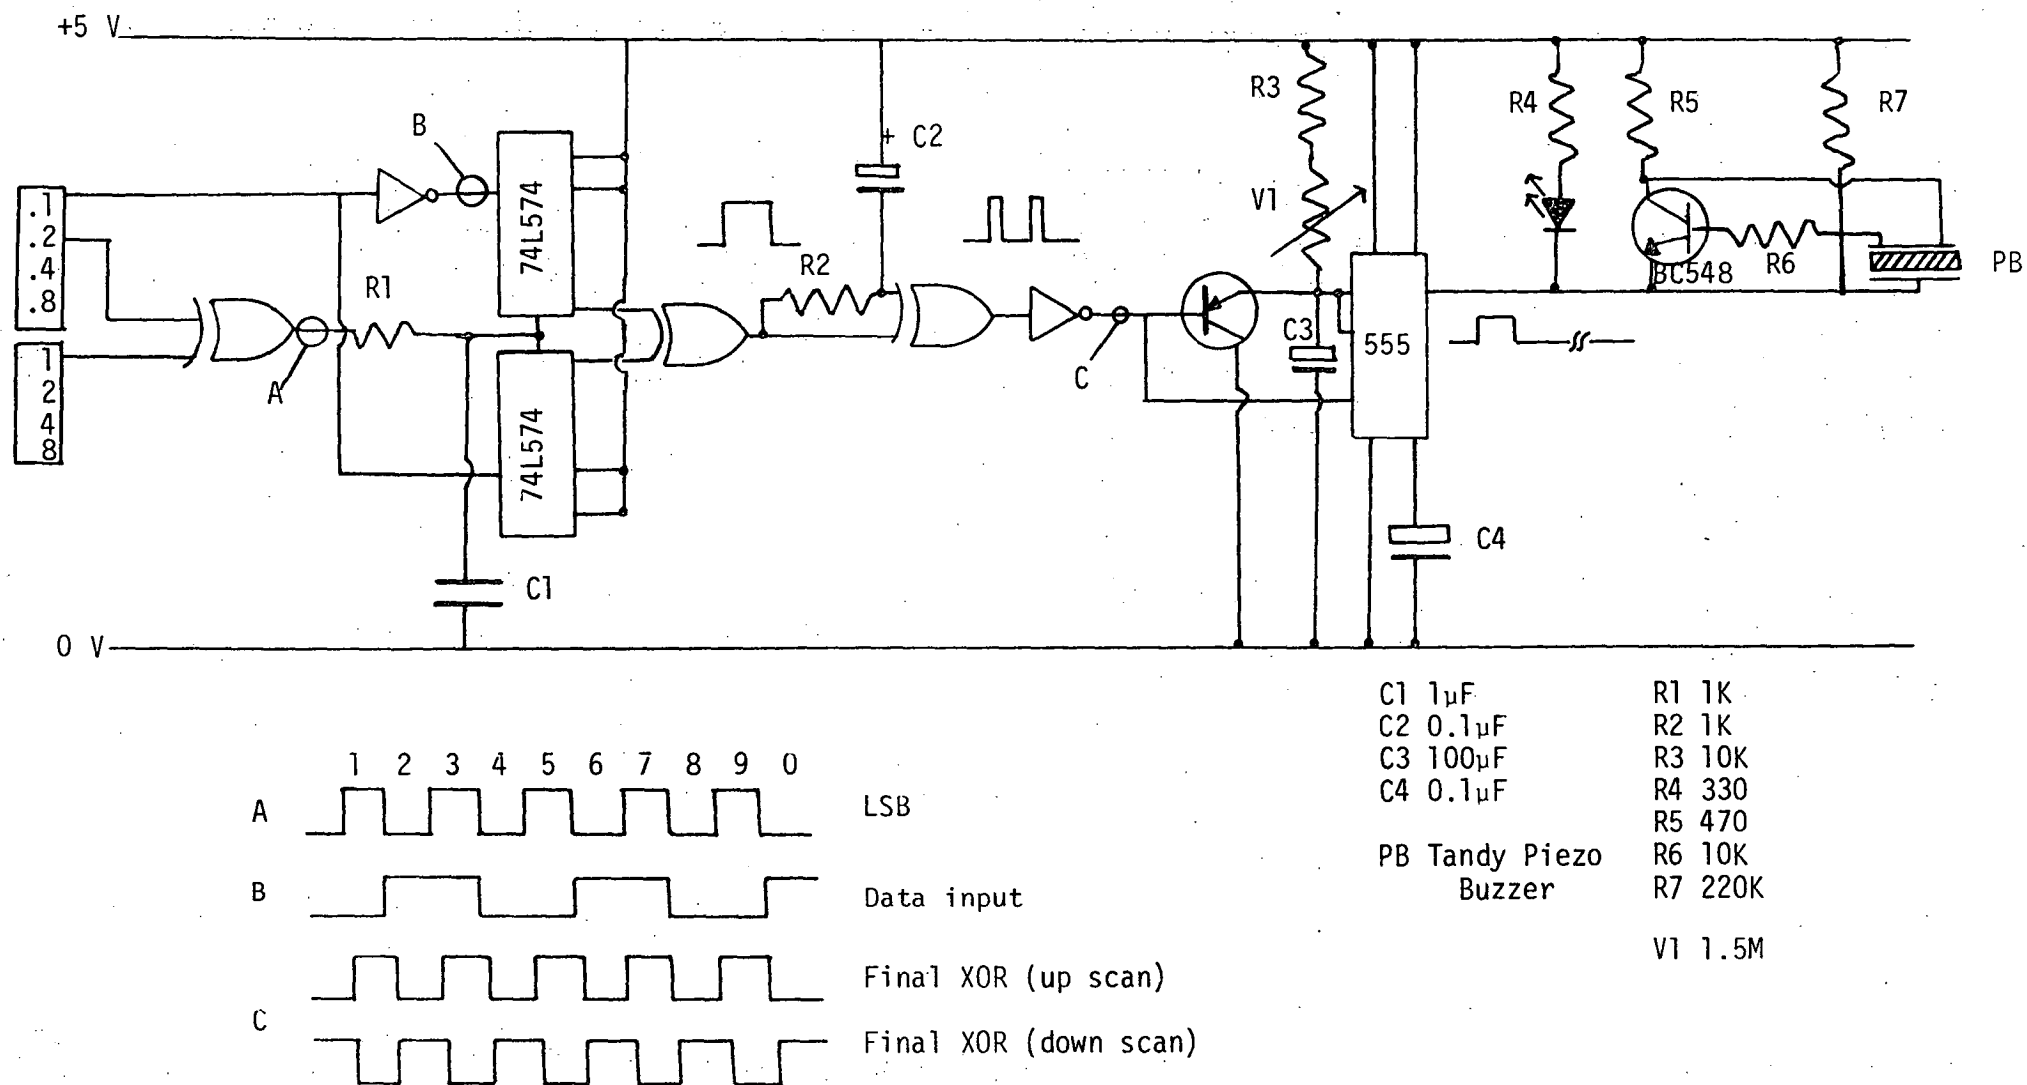 +5 V
B
+ C2
R3
R4
R5
R7
.1
.2
.4
.8
74L574
V1
R1
R2
BC548
R6
PB
A
C3
555
C
1
2
4
8
74L574
C4
C1
0 V
C1 1µF
C2 0.1µF
C3 100µF
C4 0.1µF
PB Tandy Piezo
Buzzer
R1 1K
R2 1K
R3 10K
R4 330
R5 470
R6 10K
R7 220K
V1 1.5M
1 2 3 4 5 6 7 8 9 0
A LSB
B Data input
Final XOR (up scan)
C
Final XOR (down scan)